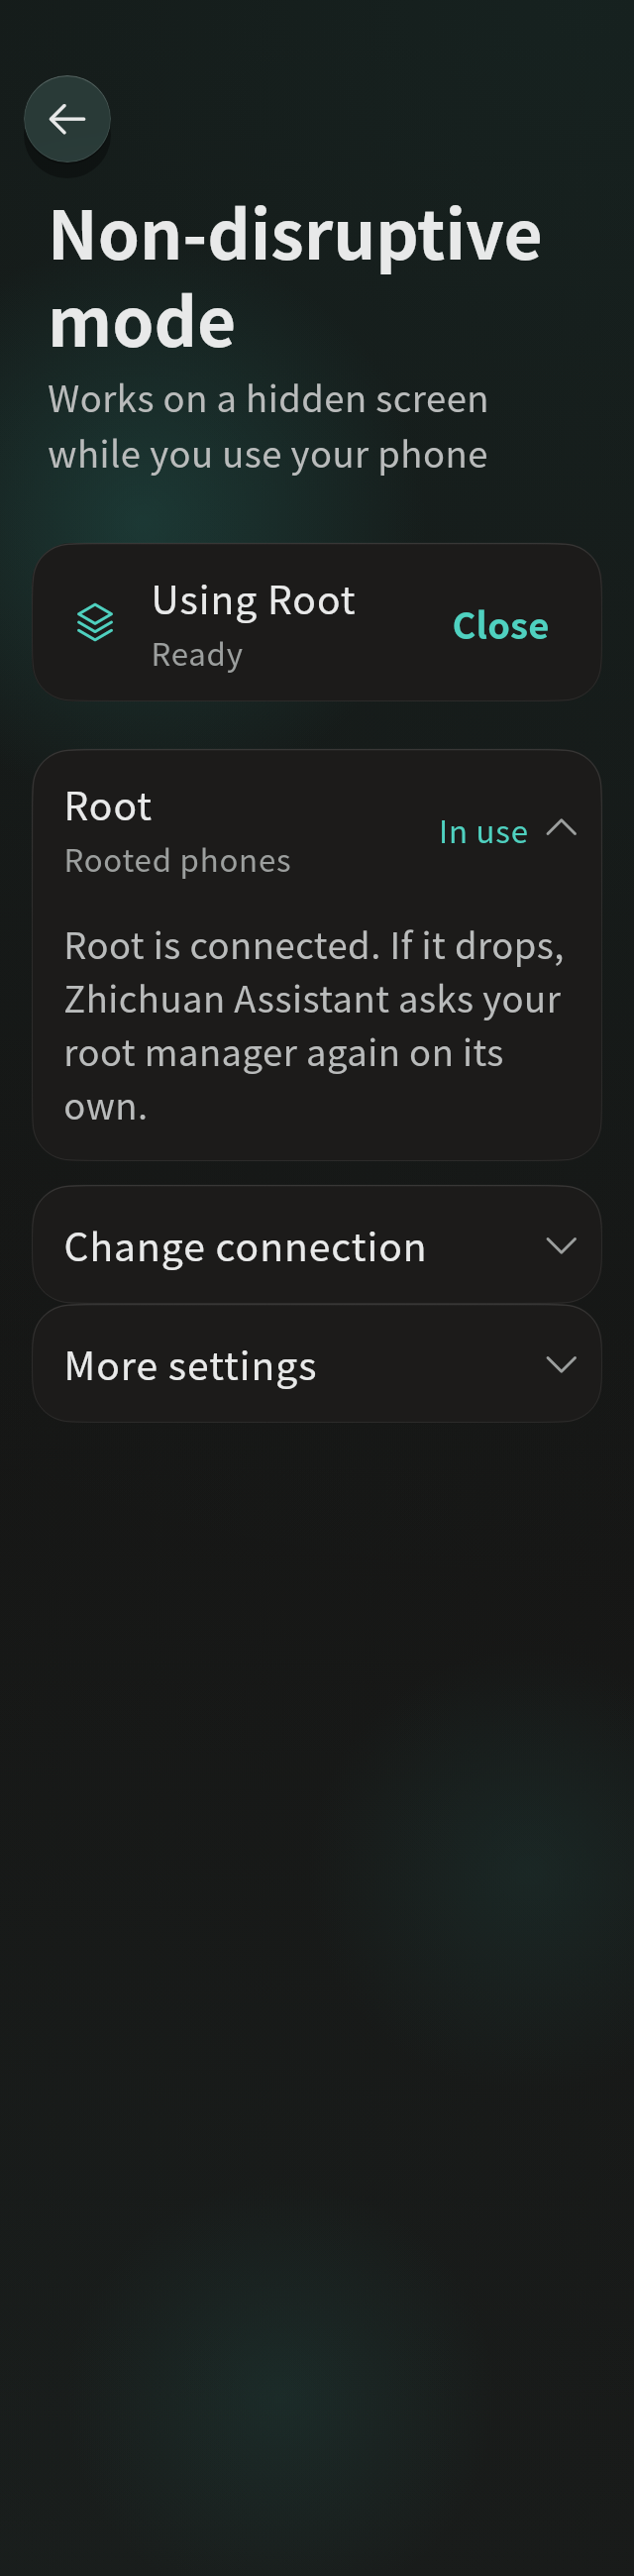 Non-disruptive
mode
Works on a hidden screen
while you use your phone
Using Root
Ready
Close
Root
Rooted phones
In use
Root is connected. If it drops,
Zhichuan Assistant asks your
root manager again on its
own.
Change connection
More settings